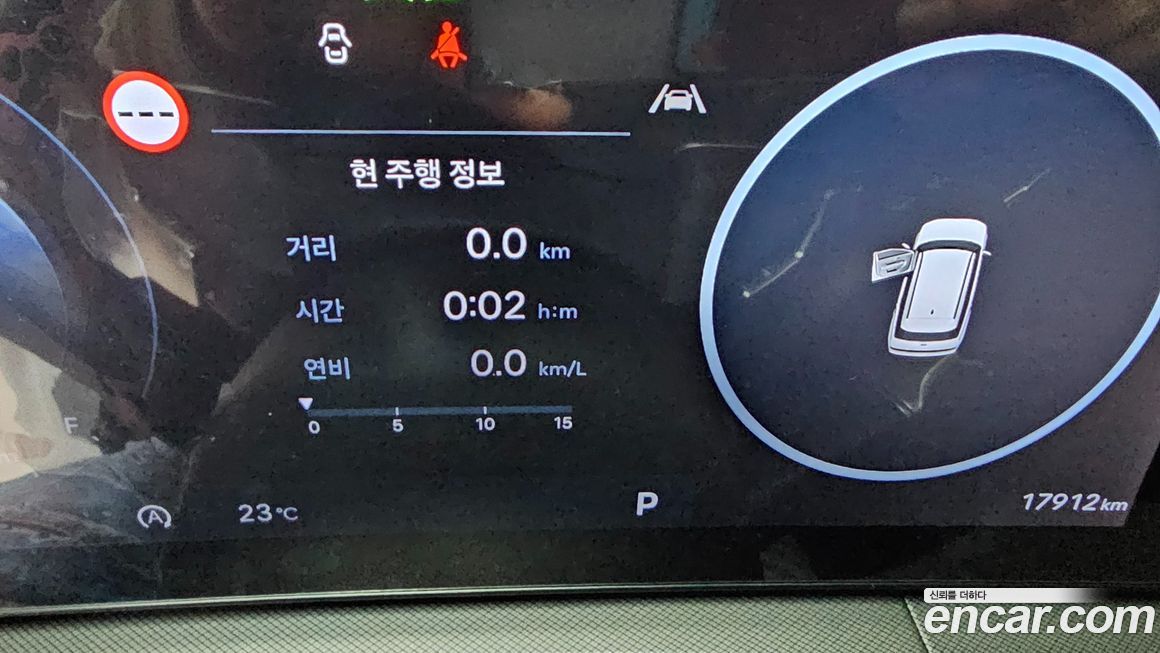 현 주행 정보
거리 0.0 km
시간 0:02 h:m
연비 0.0 km/L
0 5 10 15
F
A 23°C P 17912 km
신뢰를 더하다
encar.com